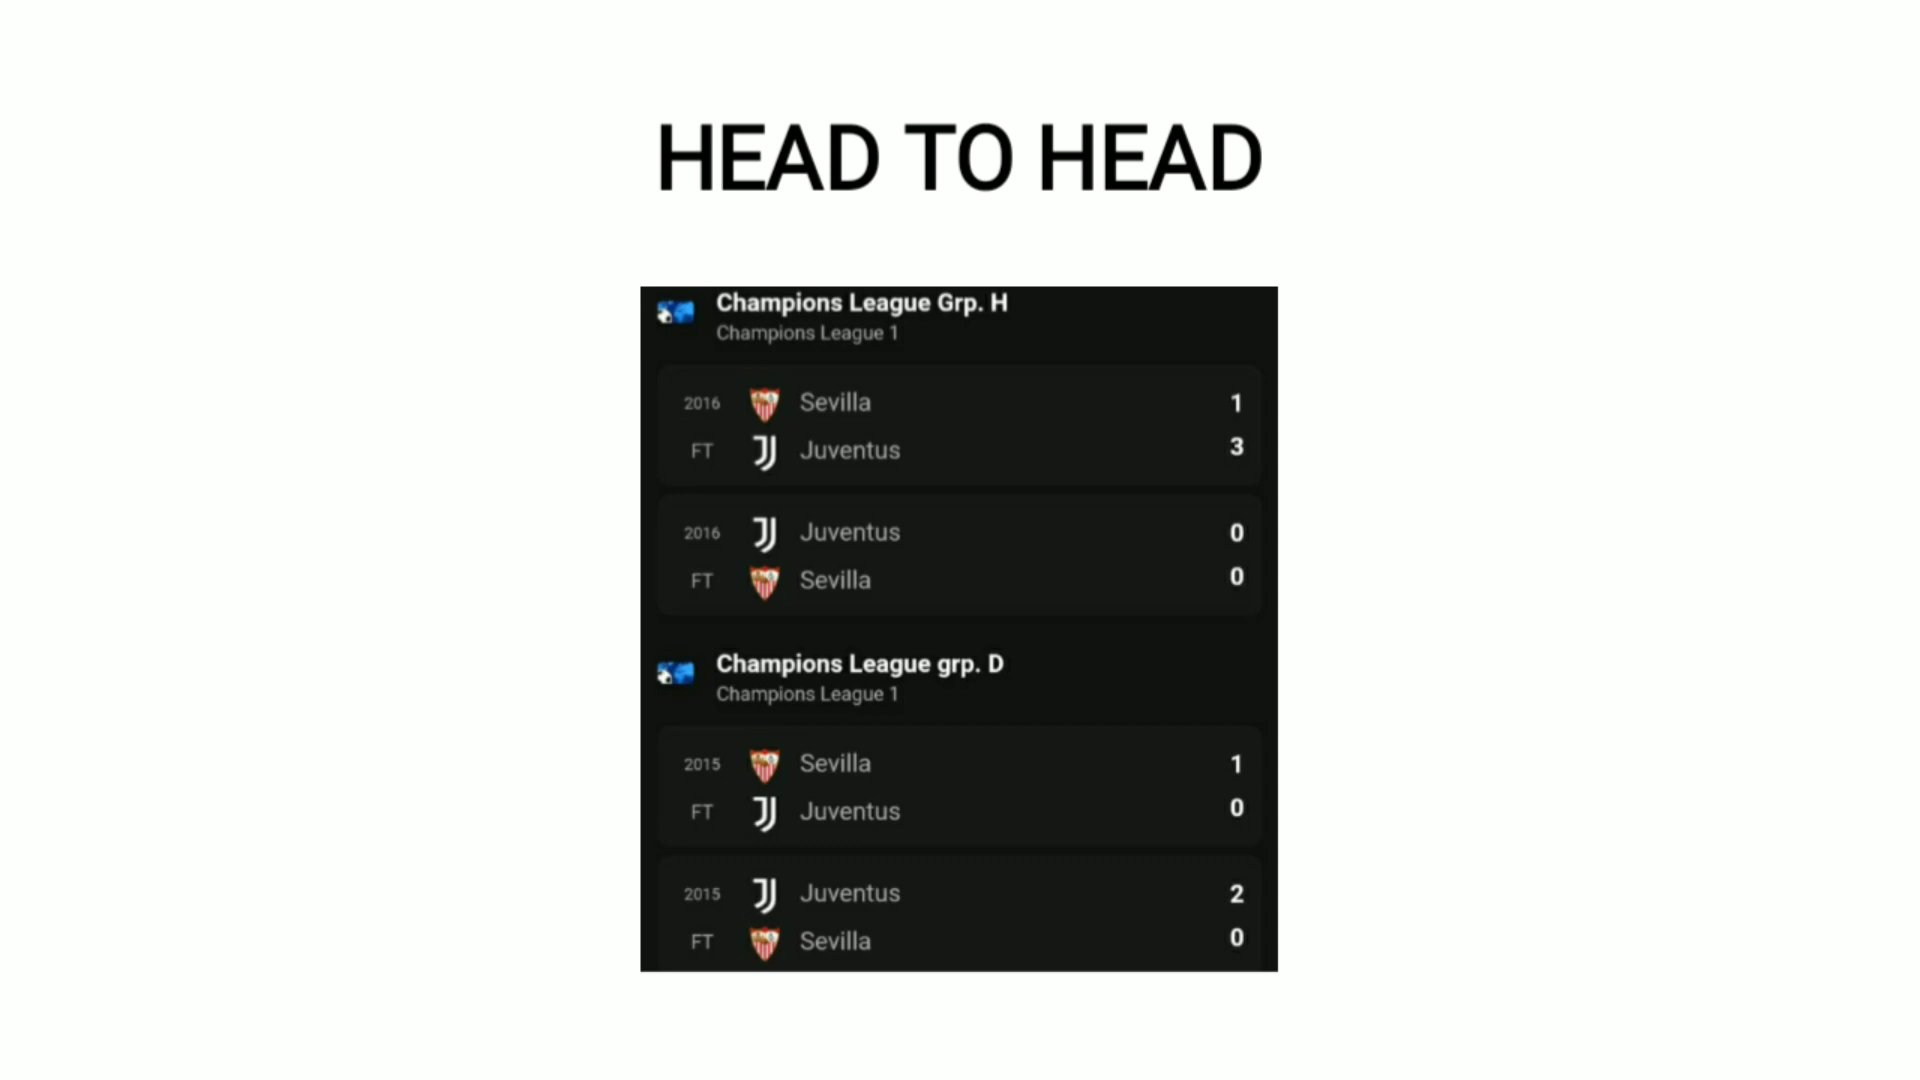 HEAD TO HEAD
Champions League Grp. H
Champions League 1
2016 Sevilla 1
FT Juventus 3
2016 Juventus 0
FT Sevilla 0
Champions League grp. D
Champions League 1
2015 Sevilla 1
FT Juventus 0
2015 Juventus 2
FT Sevilla 0